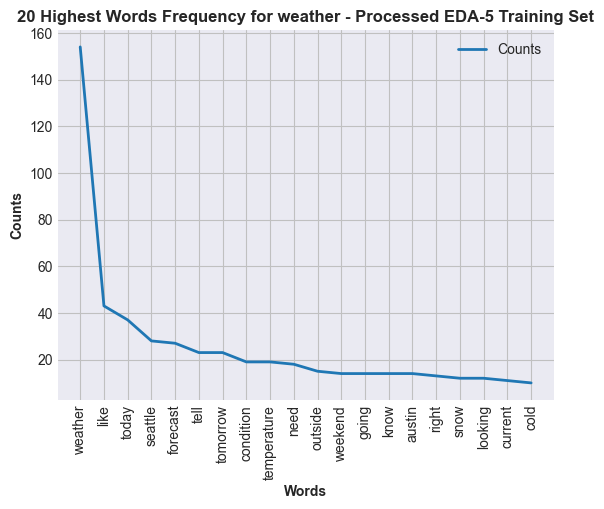 20 Highest Words Frequency for weather - Processed EDA-5 Training Set
Counts
160
140
120
100
80
60
40
20
Counts
weather
like
today
seattle
forecast
tell
tomorrow
condition
temperature
need
outside
weekend
going
know
austin
right
snow
looking
current
cold
Words